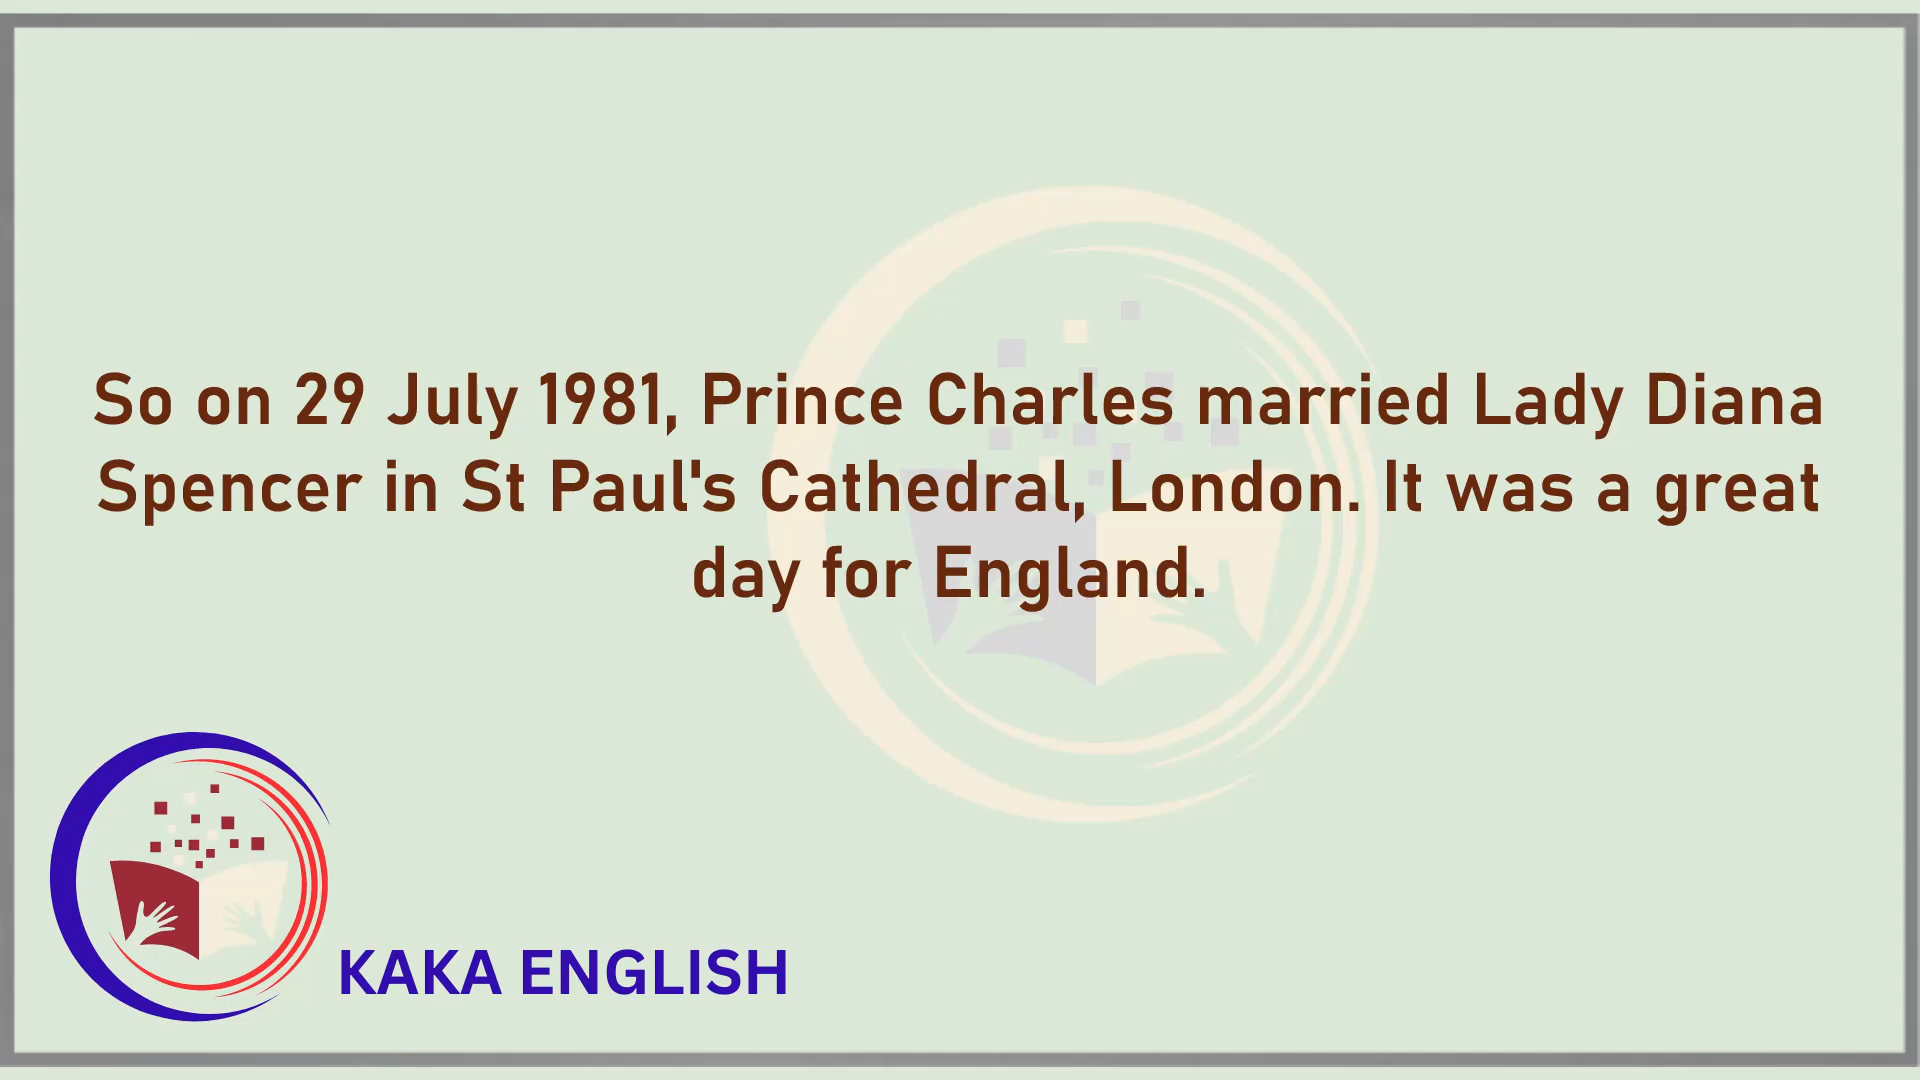 So on 29 July 1981, Prince Charles married Lady Diana
Spencer in St Paul's Cathedral, London. It was a great
day for England.
KAKA ENGLISH